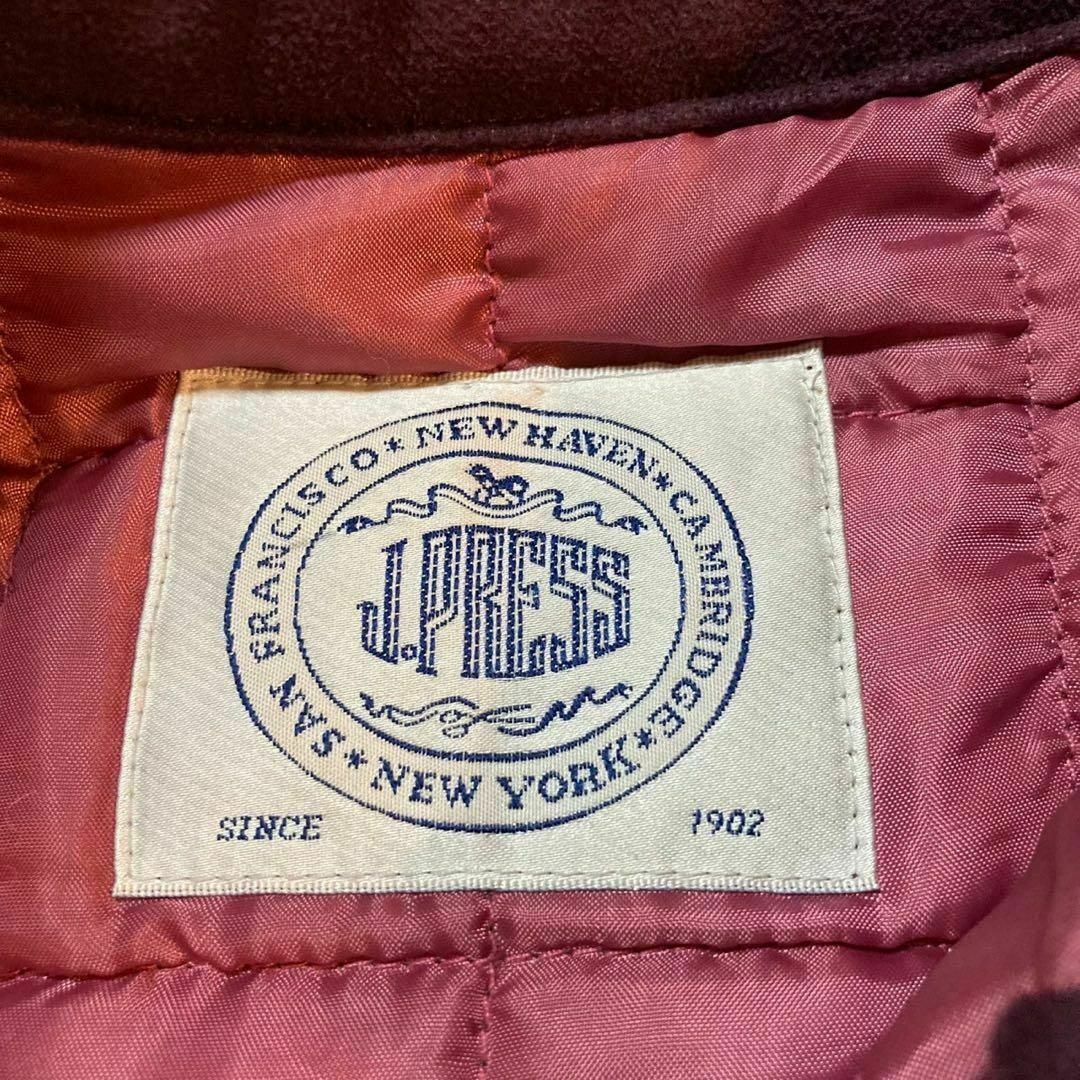 SAN FRANCISCO * NEW HAVEN * CAMBRIDGE * NEW YORK *
J.PRESS
SINCE 1902